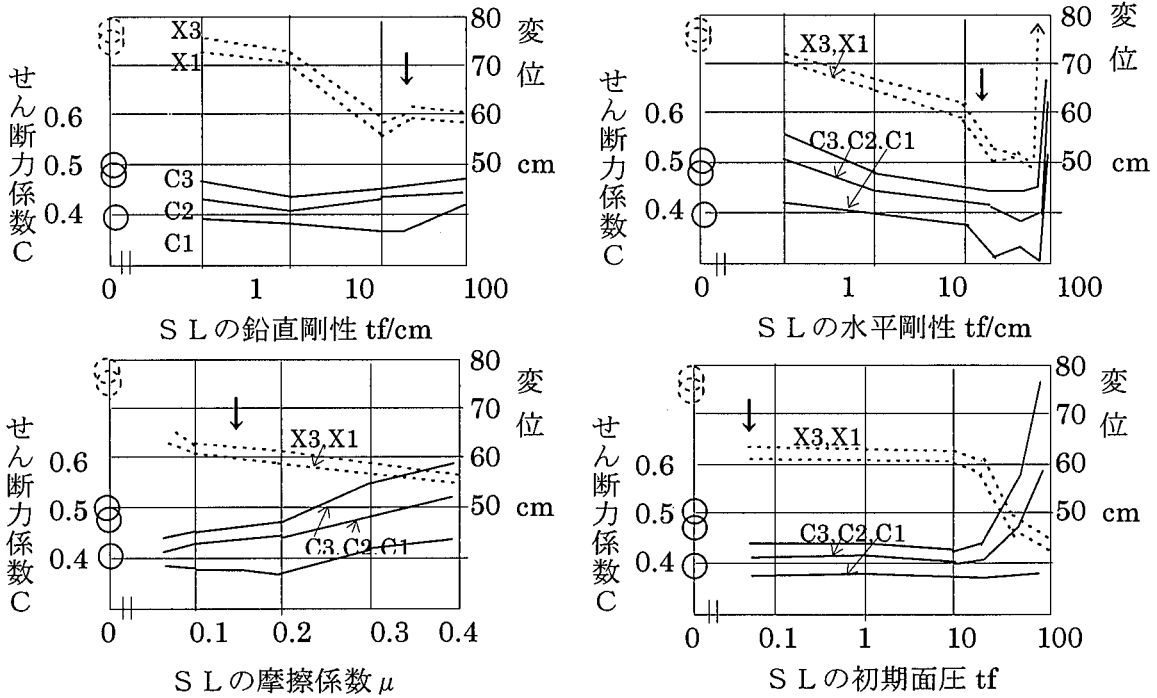 せん断力係数C
0.6
0.5
0.4
X3
X1
C3
C2
C1
80
70
60
50 cm
変位
0 1 10 100
SLの鉛直剛性 tf/cm
せん断力係数C
0.6
0.5
0.4
X3,X1
C3.C2.C1
80
70
60
50 cm
変位
0 1 10 100
SLの水平剛性 tf/cm
せん断力係数C
0.6
0.5
0.4
X3,X1
C3.C2.C1
80
70
60
50 cm
変位
0 0.1 0.2 0.3 0.4
SLの摩擦係数 μ
せん断力係数C
0.6
0.5
0.4
X3,X1
C3,C2,C1
80
70
60
50 cm
変位
0 0.1 1 10 100
SLの初期面圧 tf